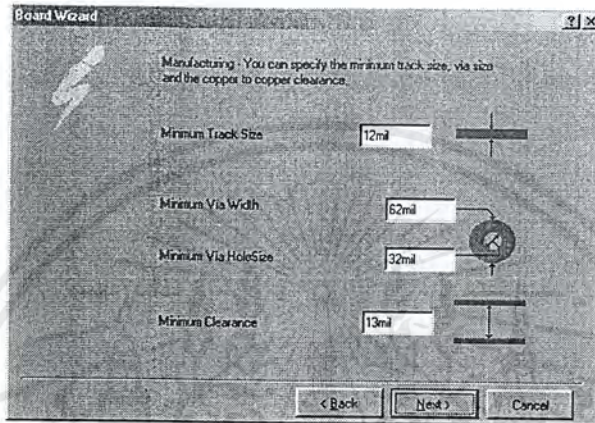 Board Wizard
Manufacturing - You can specify the minimum track size, via size
and the copper to copper clearance.
Minimum Track Size 12mil
Minimum Via Width 62mil
Minimum Via HoleSize 32mil
Minimum Clearance 13mil
< Back Next > Cancel